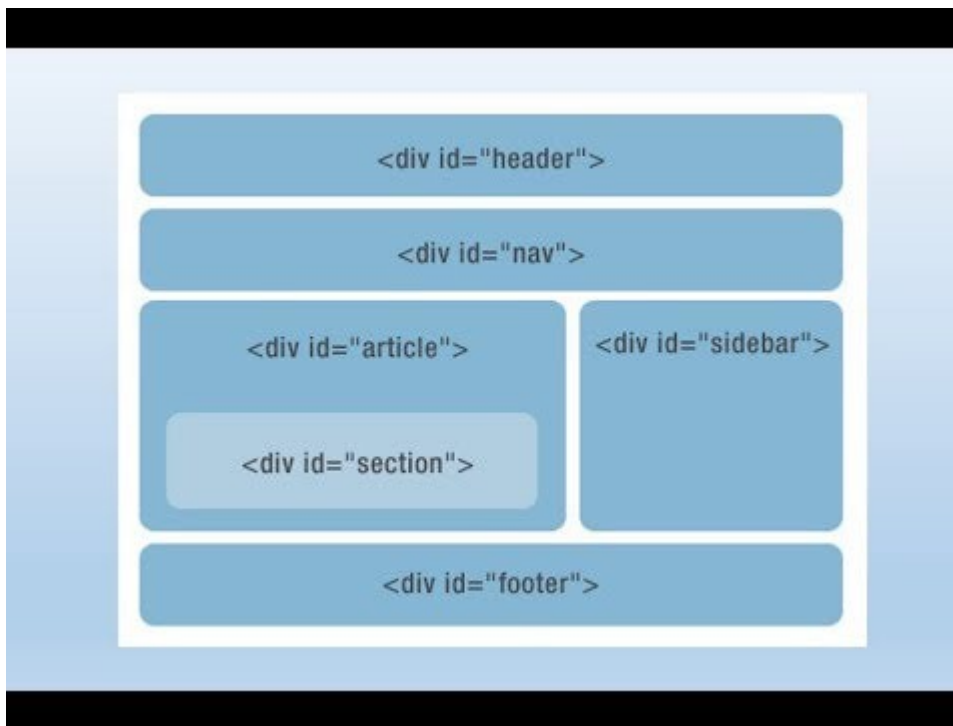 <div id="header">
<div id="nav">
<div id="article">
<div id="sidebar">
<div id="section">
<div id="footer">